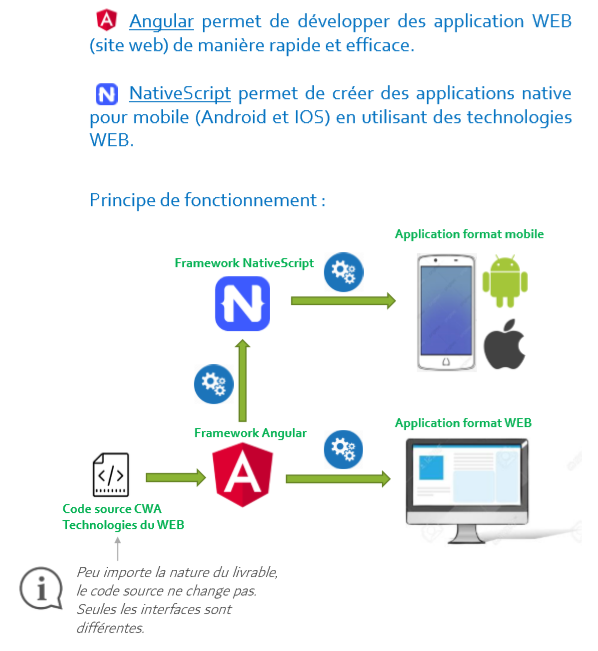 Angular permet de développer des application WEB
(site web) de manière rapide et efficace.
NativeScript permet de créer des applications native
pour mobile (Android et IOS) en utilisant des technologies
WEB.
Principe de fonctionnement :
Application format mobile
Framework NativeScript
Application format WEB
Framework Angular
Code source CWA
Technologies du WEB
Peu importe la nature du livrable,
le code source ne change pas.
Seules les interfaces sont
différentes.